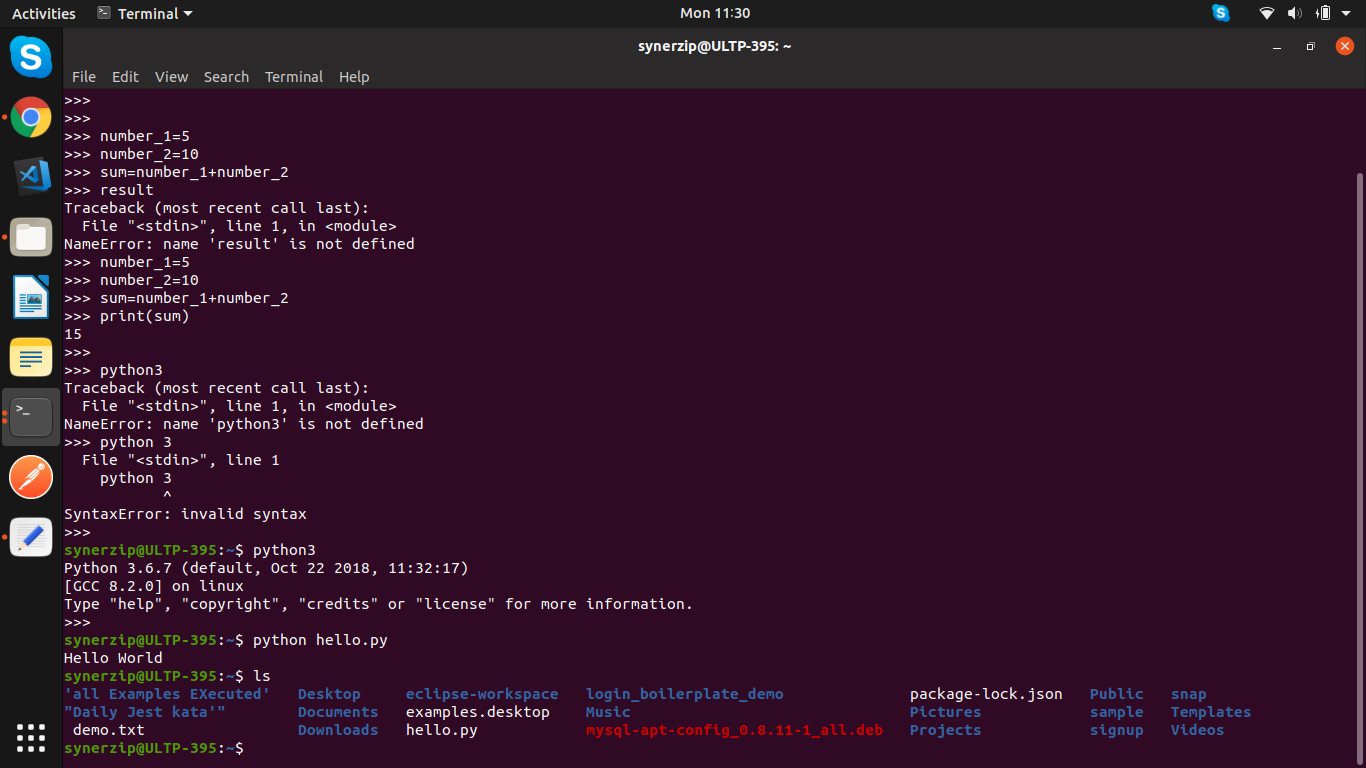 Activities Terminal Mon 11:30
synerzip@ULTP-395: ~
File Edit View Search Terminal Help
>>>
>>>
>>> number_1=5
>>> number_2=10
>>> sum=number_1+number_2
>>> result
Traceback (most recent call last):
  File "<stdin>", line 1, in <module>
NameError: name 'result' is not defined
>>> number_1=5
>>> number_2=10
>>> sum=number_1+number_2
>>> print(sum)
15
>>>
>>> python3
Traceback (most recent call last):
  File "<stdin>", line 1, in <module>
NameError: name 'python3' is not defined
>>> python 3
  File "<stdin>", line 1
    python 3
           ^
SyntaxError: invalid syntax
>>>
synerzip@ULTP-395:~$ python3
Python 3.6.7 (default, Oct 22 2018, 11:32:17)
[GCC 8.2.0] on linux
Type "help", "copyright", "credits" or "license" for more information.
>>>
synerzip@ULTP-395:~$ python hello.py
Hello World
synerzip@ULTP-395:~$ ls
'all Examples EXecuted'   Desktop     eclipse-workspace   login_boilerplate_demo              package-lock.json   Public   snap
"Daily Jest kata'"        Documents   examples.desktop    Music                               Pictures            sample   Templates
 demo.txt                 Downloads   hello.py            mysql-apt-config_0.8.11-1_all.deb   Projects            signup   Videos
synerzip@ULTP-395:~$